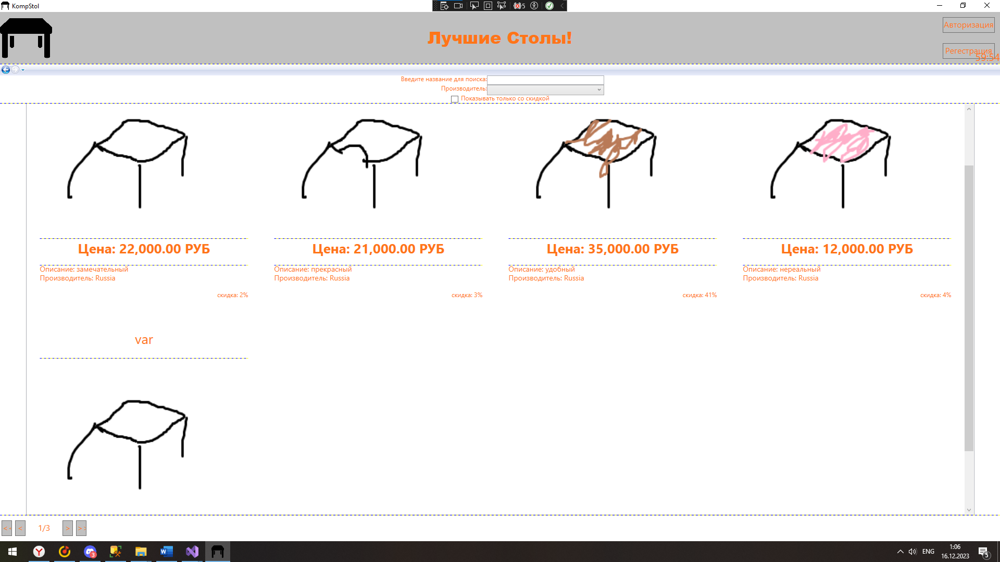 KompStol
5
Лучшие Столы!
Авторизация
Регестрация
59:54
Введите название для поиска:
Производитель:
Показывать только со скидкой
Цена: 22,000.00 РУБ
Описание: замечательный
Производитель: Russia
скидка: 2%
Цена: 21,000.00 РУБ
Описание: прекрасный
Производитель: Russia
скидка: 3%
Цена: 35,000.00 РУБ
Описание: удобный
Производитель: Russia
скидка: 41%
Цена: 12,000.00 РУБ
Описание: нереальный
Производитель: Russia
скидка: 4%
var
< < < 1/3 > > >
3
ENG
1:06
16.12.2023
5